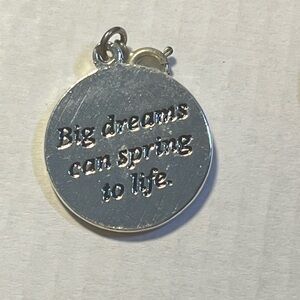 Big dreams
can spring
to life.